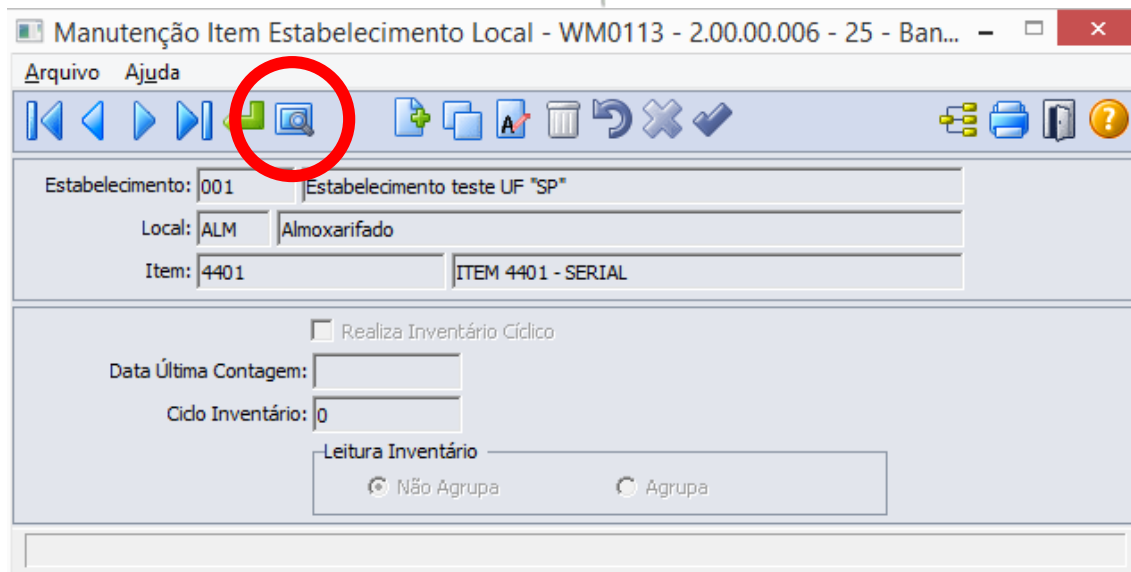 Manutenção Item Estabelecimento Local - WM0113 - 2.00.00.006 - 25 - Ban...
Arquivo Ajuda
Estabelecimento: 001 Estabelecimento teste UF "SP"
Local: ALM Almoxarifado
Item: 4401 ITEM 4401 - SERIAL
Realiza Inventário Cíclico
Data Última Contagem:
Ciclo Inventário: 0
Leitura Inventário
Não Agrupa Agrupa